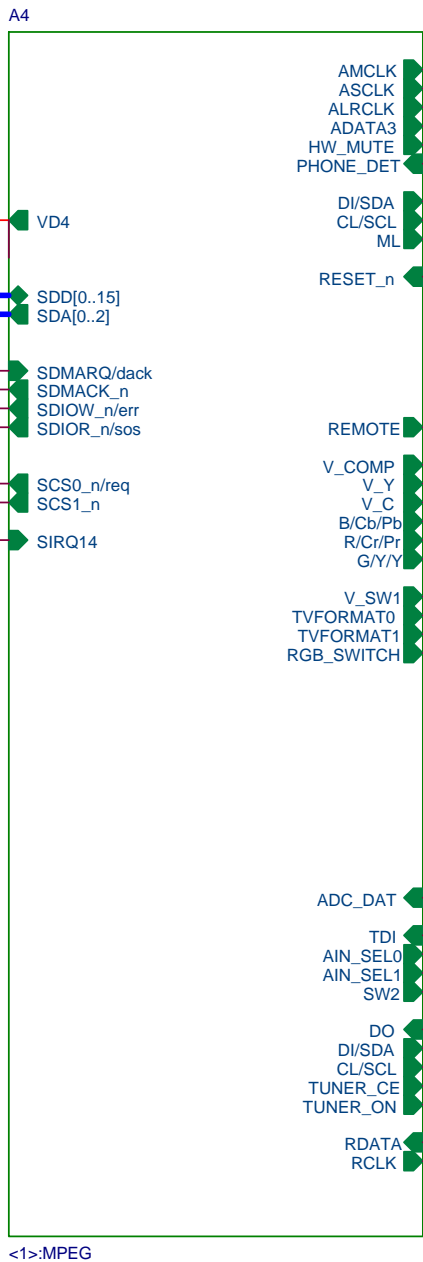 A4
AMCLK
ASCLK
ALRCLK
ADATA3
HW_MUTE
PHONE_DET
DI/SDA
CL/SCL
ML
RESET_n
VD4
SDD[0..15]
SDA[0..2]
SDMARQ/dack
SDMACK_n
SDIOW_n/err
SDIOR_n/sos
SCS0_n/req
SCS1_n
SIRQ14
REMOTE
V_COMP
V_Y
V_C
B/Cb/Pb
R/Cr/Pr
G/Y/Y
V_SW1
TVFORMAT0
TVFORMAT1
RGB_SWITCH
ADC_DAT
TDI
AIN_SEL0
AIN_SEL1
SW2
DO
DI/SDA
CL/SCL
TUNER_CE
TUNER_ON
RDATA
RCLK
<1>:MPEG